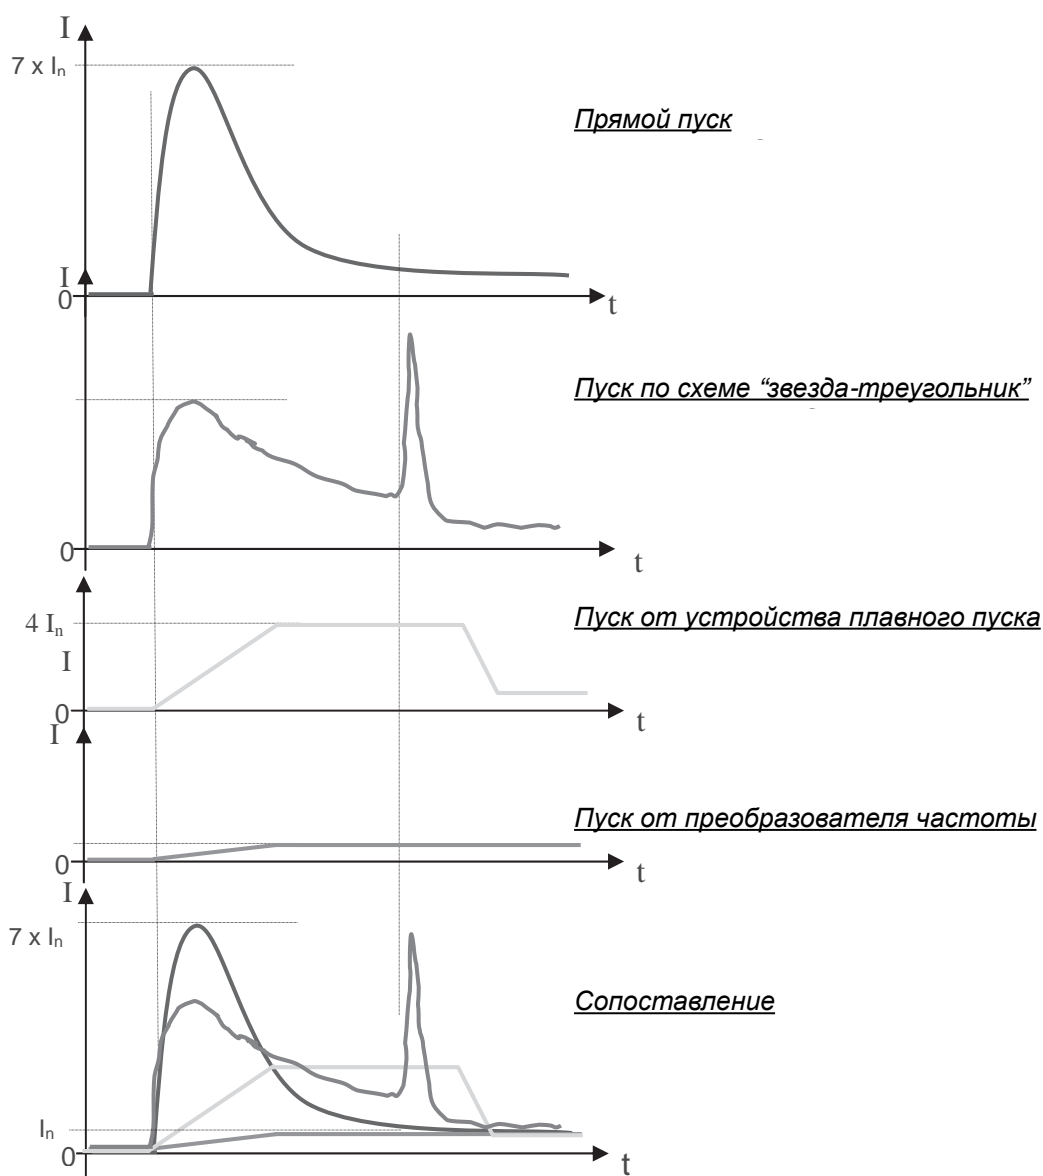 I
7 x Iₙ
Прямой пуск
I
0
t
Пуск по схеме “звезда-треугольник”
0
t
Пуск от устройства плавного пуска
4 Iₙ
I
0
t
I
Пуск от преобразователя частоты
0
t
I
7 x Iₙ
Сопоставление
Iₙ
0
t